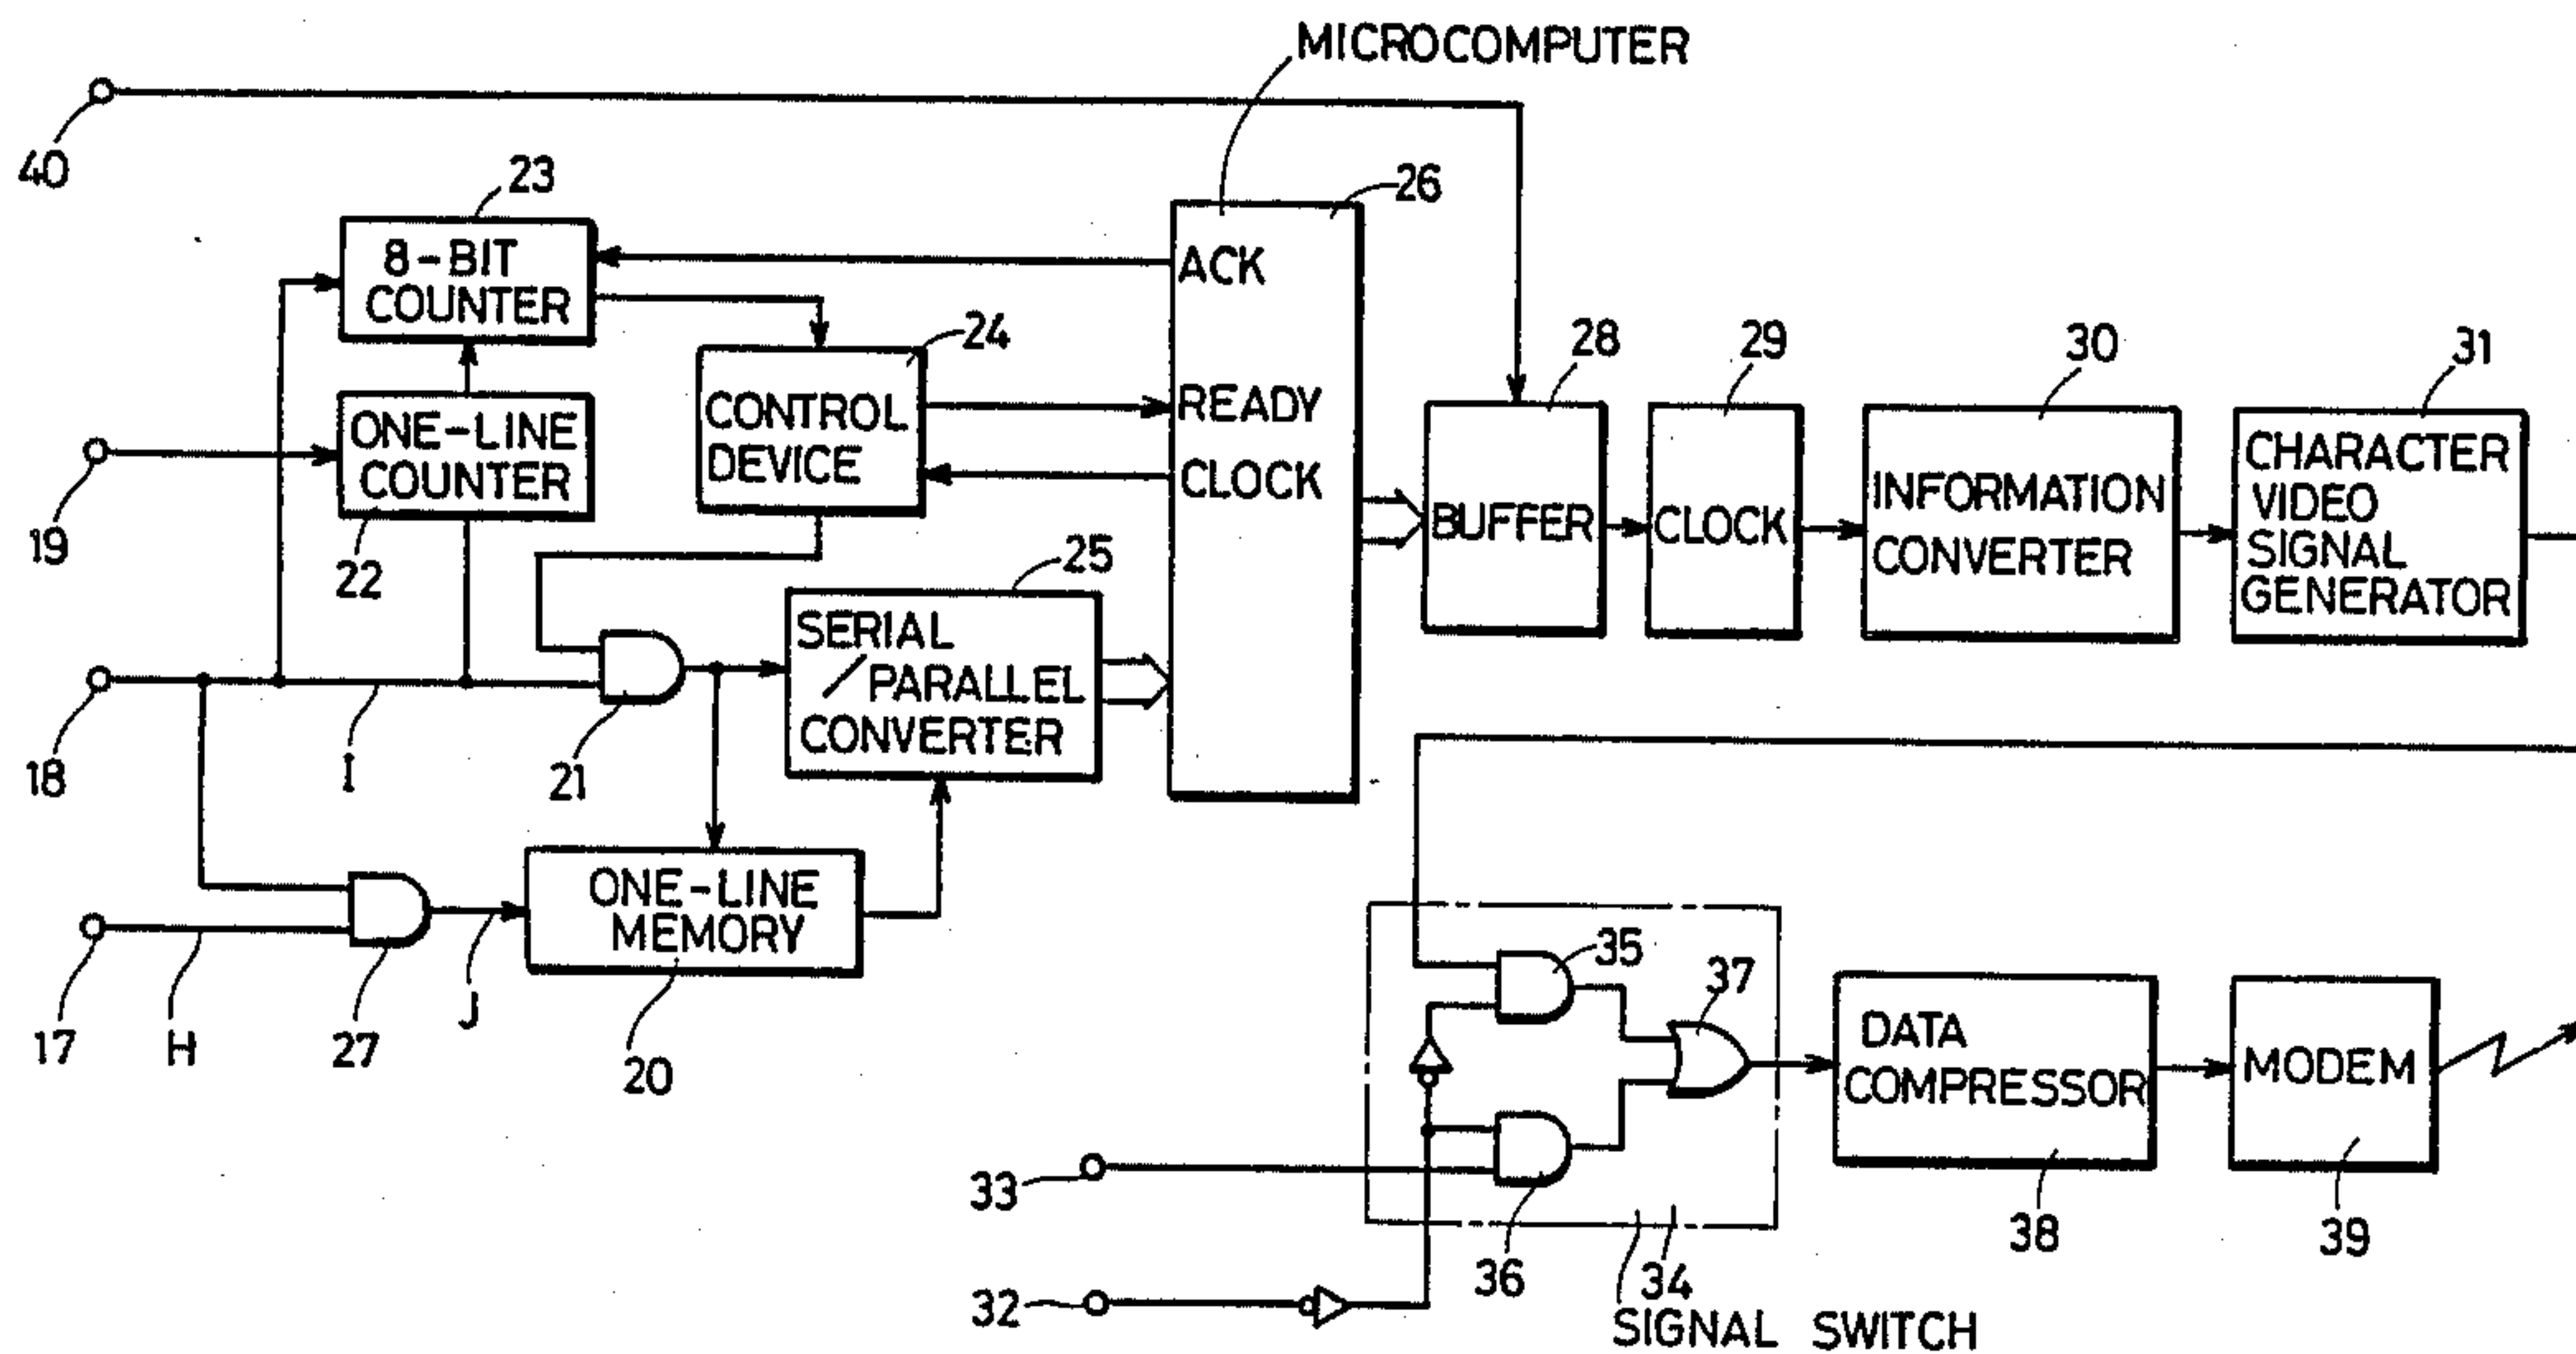 MICROCOMPUTER
40
23
26
8-BIT
COUNTER
ACK
24
28
29
30
31
CONTROL
DEVICE
READY
CLOCK
19
ONE-LINE
COUNTER
22
25
BUFFER
CLOCK
INFORMATION
CONVERTER
CHARACTER
VIDEO
SIGNAL
GENERATOR
SERIAL
/PARALLEL
CONVERTER
18
I
21
ONE-LINE
MEMORY
17
H
27
J
20
35
37
DATA
COMPRESSOR
MODEM
33
36
34
38
39
32
SIGNAL SWITCH